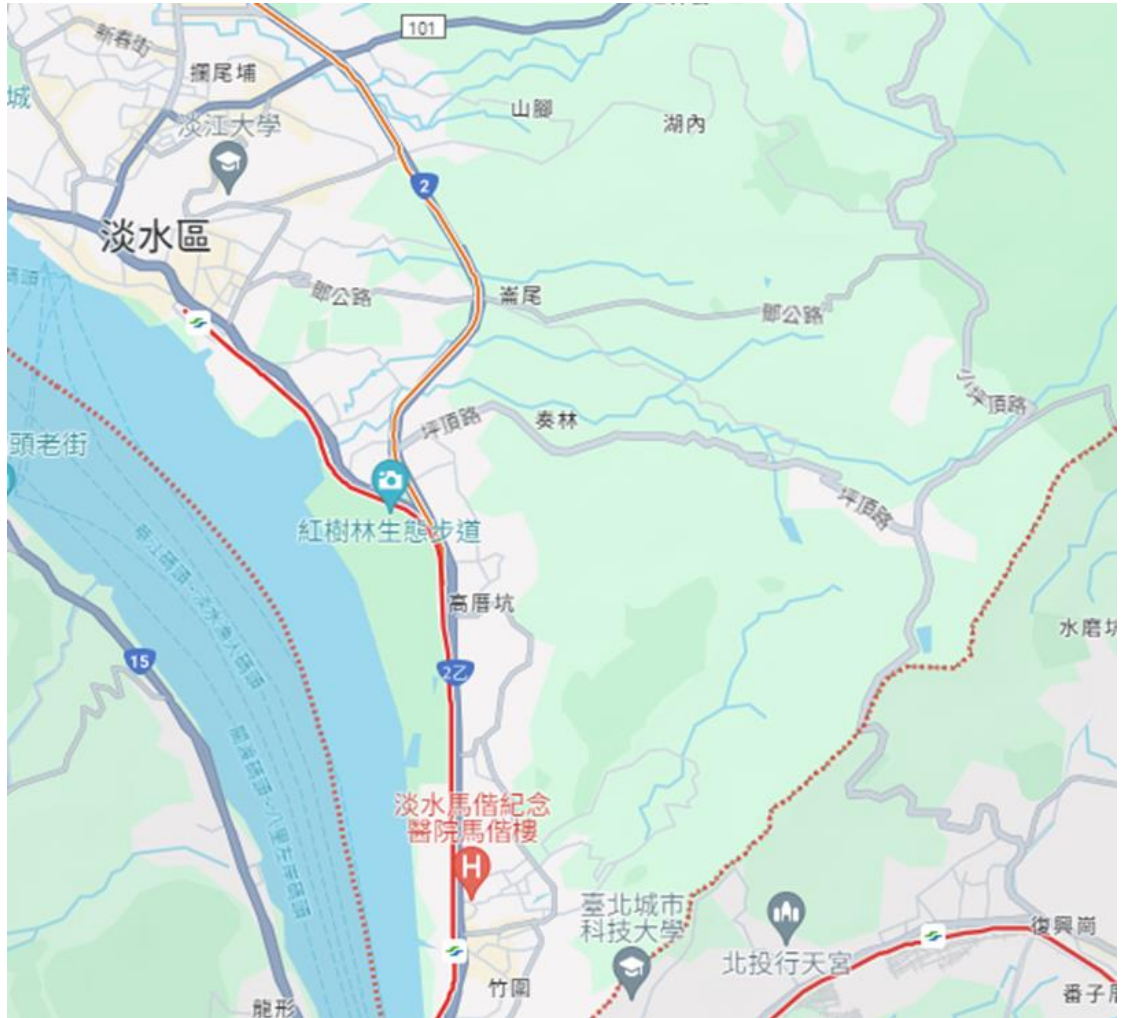 101
新春街
攔尾埔
城
淡江大學
山腳
湖內
2
淡水區
鄧公路
崙尾
鄧公路
小坪頂路
坪頂路
奏林
頭老街
坪頂路
紅樹林生態步道
高厝坑
水磨坑
15
2乙
淡水馬偕紀念
醫院馬偕樓
H
臺北城市
科技大學
北投行天宮
復興崗
竹圍
龍形
番子厝